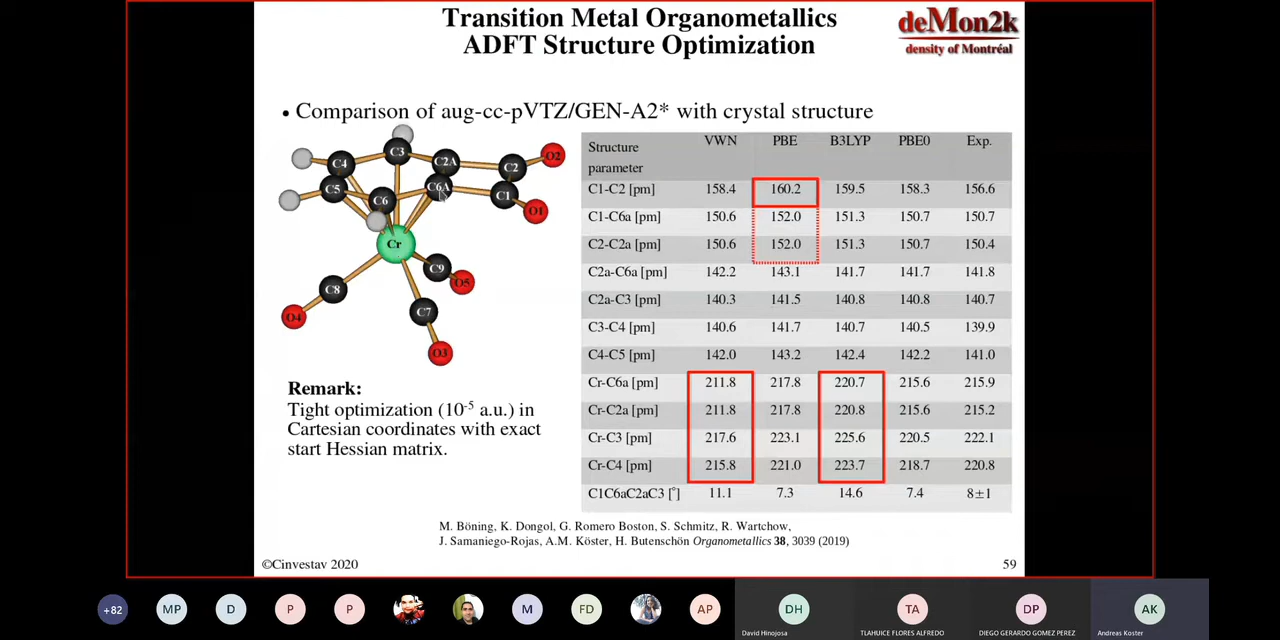 Transition Metal Organometallics
ADFT Structure Optimization
deMon2k
density of Montréal
• Comparison of aug-cc-pVTZ/GEN-A2* with crystal structure
C3
C4
C2A
C2
O2
C5
C6A
C6
C1
O1
Cr
C9
O5
C8
C7
O4
O3
Structure parameter VWN PBE B3LYP PBE0 Exp.
C1-C2 [pm] 158.4 160.2 159.5 158.3 156.6
C1-C6a [pm] 150.6 152.0 151.3 150.7 150.7
C2-C2a [pm] 150.6 152.0 151.3 150.7 150.4
C2a-C6a [pm] 142.2 143.1 141.7 141.7 141.8
C2a-C3 [pm] 140.3 141.5 140.8 140.8 140.7
C3-C4 [pm] 140.6 141.7 140.7 140.5 139.9
C4-C5 [pm] 142.0 143.2 142.4 142.2 141.0
Cr-C6a [pm] 211.8 217.8 220.7 215.6 215.9
Cr-C2a [pm] 211.8 217.8 220.8 215.6 215.2
Cr-C3 [pm] 217.6 223.1 225.6 220.5 222.1
Cr-C4 [pm] 215.8 221.0 223.7 218.7 220.8
C1C6aC2aC3 [°] 11.1 7.3 14.6 7.4 8±1
Remark:
Tight optimization (10-5 a.u.) in
Cartesian coordinates with exact
start Hessian matrix.
M. Böning, K. Dongol, G. Romero Boston, S. Schmitz, R. Wartchow,
J. Samaniego-Rojas, A.M. Köster, H. Butenschön Organometallics 38, 3039 (2019)
©Cinvestav 2020
59
+82
MP
D
P
P
M
FD
AP
DH
TA
DP
AK
David Hinojosa
TLAHUICE FLORES ALFREDO
DIEGO GERARDO GOMEZ PEREZ
Andreas Koster